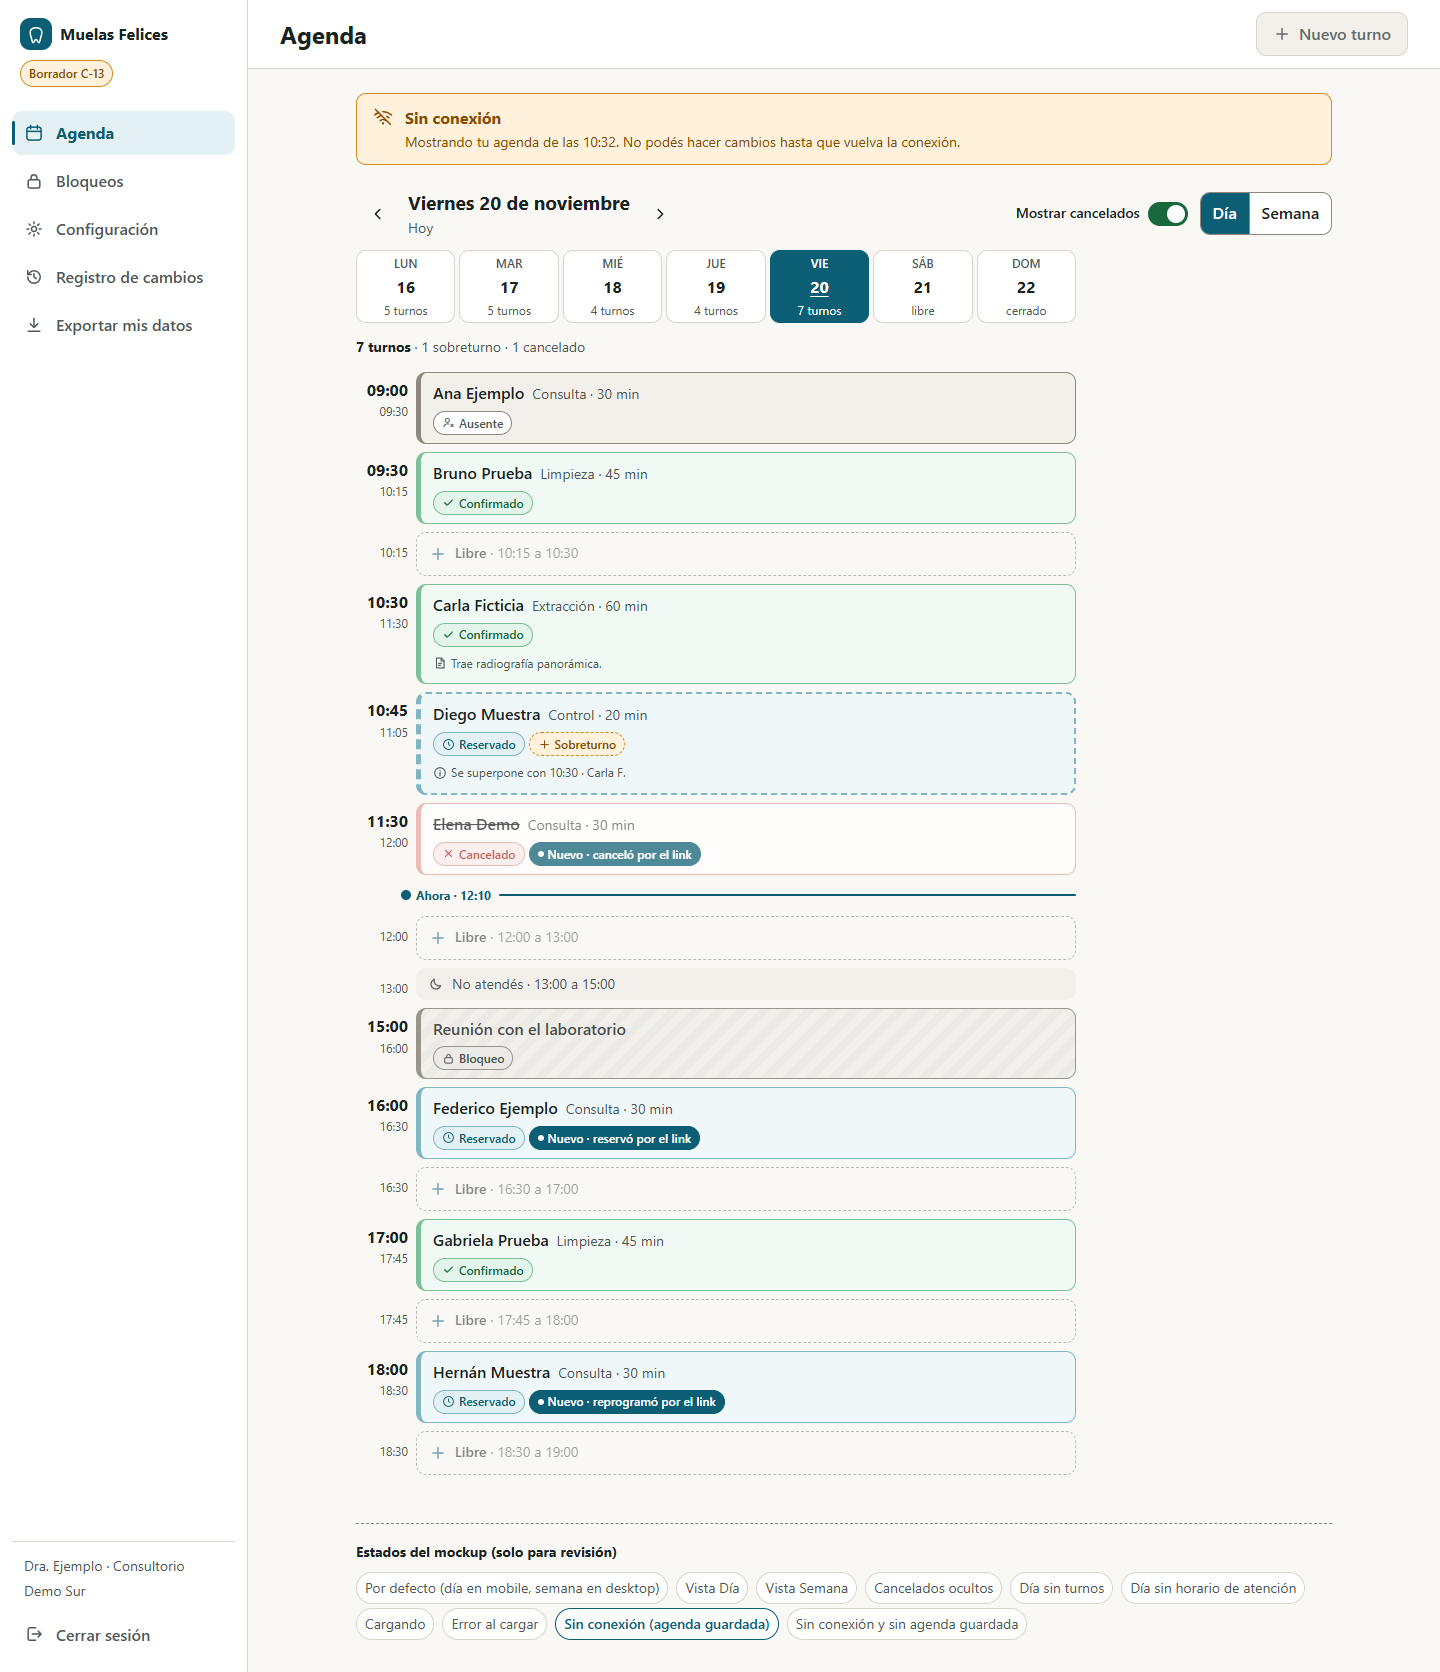 Muelas Felices
Borrador C-13
Agenda
Bloqueos
Configuración
Registro de cambios
Exportar mis datos
Dra. Ejemplo · Consultorio
Demo Sur
Cerrar sesión
Agenda
+ Nuevo turno
Sin conexión
Mostrando tu agenda de las 10:32. No podés hacer cambios hasta que vuelva la conexión.
Viernes 20 de noviembre
Hoy
Mostrar cancelados
Día
Semana
LUN
16
5 turnos
MAR
17
5 turnos
MIÉ
18
4 turnos
JUE
19
4 turnos
VIE
20
7 turnos
SÁB
21
libre
DOM
22
cerrado
7 turnos · 1 sobreturno · 1 cancelado
09:00
09:30
Ana Ejemplo Consulta · 30 min
Ausente
09:30
10:15
Bruno Prueba Limpieza · 45 min
Confirmado
10:15
+ Libre · 10:15 a 10:30
10:30
11:30
Carla Ficticia Extracción · 60 min
Confirmado
Trae radiografía panorámica.
10:45
11:05
Diego Muestra Control · 20 min
Reservado + Sobreturno
Se superpone con 10:30 · Carla F.
11:30
12:00
Elena Demo Consulta · 30 min
Cancelado Nuevo · canceló por el link
Ahora · 12:10
12:00
+ Libre · 12:00 a 13:00
13:00
No atendés · 13:00 a 15:00
15:00
16:00
Reunión con el laboratorio
Bloqueo
16:00
16:30
Federico Ejemplo Consulta · 30 min
Reservado Nuevo · reservó por el link
16:30
+ Libre · 16:30 a 17:00
17:00
17:45
Gabriela Prueba Limpieza · 45 min
Confirmado
17:45
+ Libre · 17:45 a 18:00
18:00
18:30
Hernán Muestra Consulta · 30 min
Reservado Nuevo · reprogramó por el link
18:30
+ Libre · 18:30 a 19:00
Estados del mockup (solo para revisión)
Por defecto (día en mobile, semana en desktop) Vista Día Vista Semana Cancelados ocultos Día sin turnos Día sin horario de atención
Cargando Error al cargar Sin conexión (agenda guardada) Sin conexión y sin agenda guardada